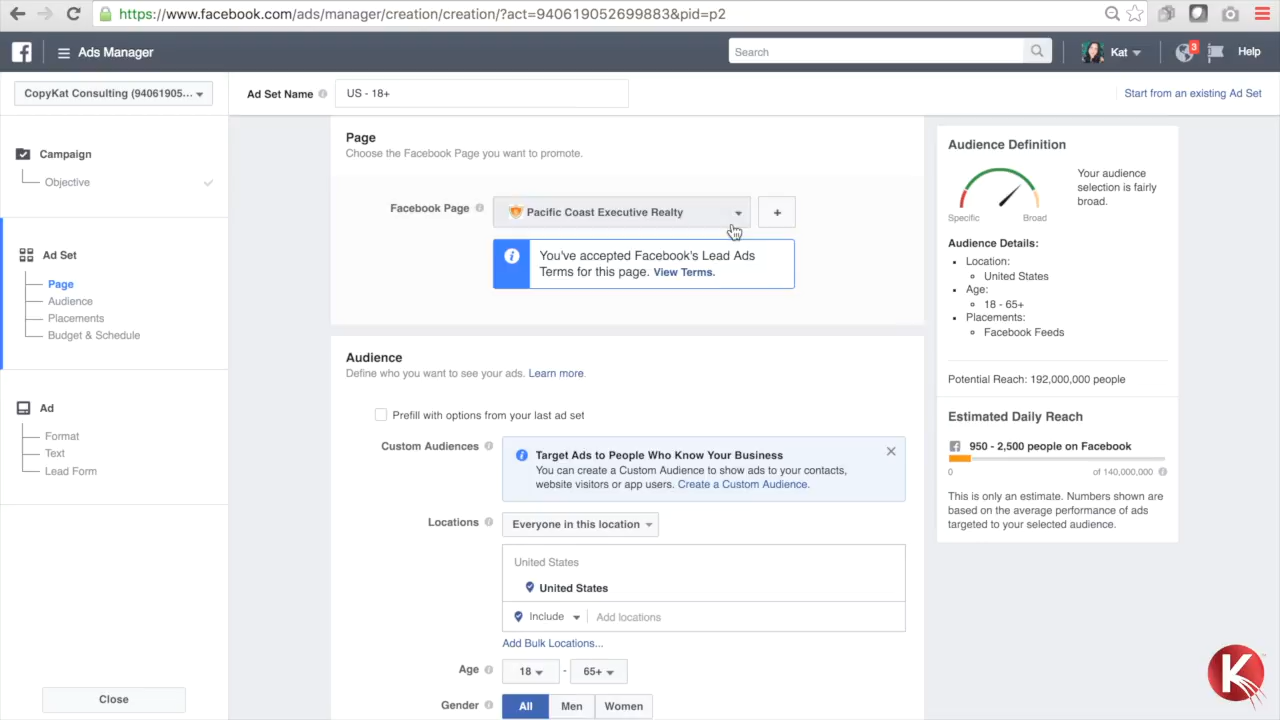 https://www.facebook.com/ads/manager/creation/creation/?act=940619052699883&pid=p2
Ads Manager
Search
Kat
3
Help
CopyKat Consulting (94061905...
Ad Set Name
US - 18+
Start from an existing Ad Set
Campaign
Objective
Ad Set
Page
Audience
Placements
Budget & Schedule
Ad
Format
Text
Lead Form
Close
Page
Choose the Facebook Page you want to promote.
Facebook Page
Pacific Coast Executive Realty
+
You've accepted Facebook's Lead Ads
Terms for this page. View Terms.
Audience
Define who you want to see your ads. Learn more.
Prefill with options from your last ad set
Custom Audiences
Target Ads to People Who Know Your Business
You can create a Custom Audience to show ads to your contacts,
website visitors or app users. Create a Custom Audience.
Locations
Everyone in this location
United States
United States
Include
Add locations
Add Bulk Locations...
Age
18 - 65+
Gender
All
Men
Women
Audience Definition
Your audience
selection is fairly
broad.
Specific
Broad
Audience Details:
Location:
United States
Age:
18 - 65+
Placements:
Facebook Feeds
Potential Reach: 192,000,000 people
Estimated Daily Reach
950 - 2,500 people on Facebook
0
of 140,000,000
This is only an estimate. Numbers shown are
based on the average performance of ads
targeted to your selected audience.
K